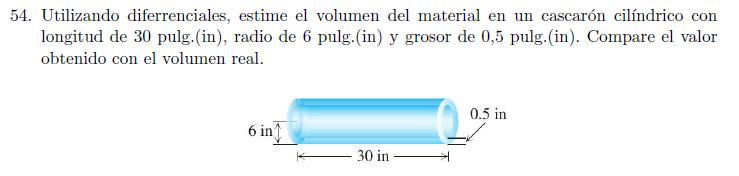 54. Utilizando diferrenciales, estime el volumen del material en un cascarón cilíndrico con
longitud de 30 pulg.(in), radio de 6 pulg.(in) y grosor de 0,5 pulg.(in). Compare el valor
obtenido con el volumen real.
0.5 in
6 in
30 in